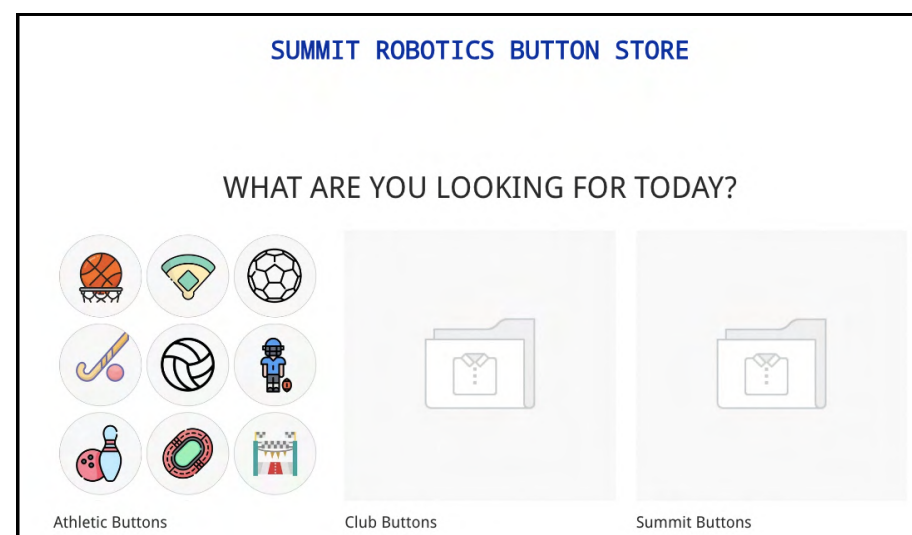 SUMMIT ROBOTICS BUTTON STORE
WHAT ARE YOU LOOKING FOR TODAY?
Athletic Buttons
Club Buttons
Summit Buttons